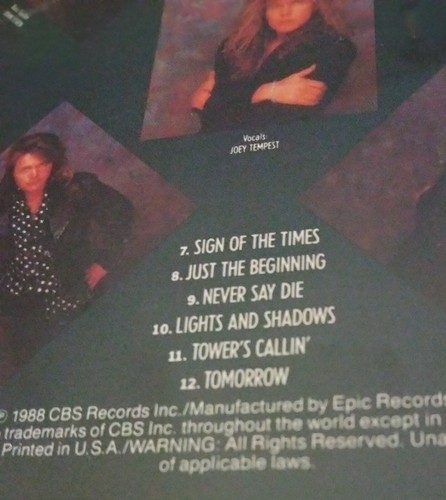 Vocals:
JOEY TEMPEST
7. SIGN OF THE TIMES
8. JUST THE BEGINNING
9. NEVER SAY DIE
10. LIGHTS AND SHADOWS
11. TOWER'S CALLIN'
12. TOMORROW
℗ 1988 CBS Records Inc./Manufactured by Epic Records
trademarks of CBS Inc. throughout the world except in
Printed in U.S.A./WARNING: All Rights Reserved. Una
of applicable laws.